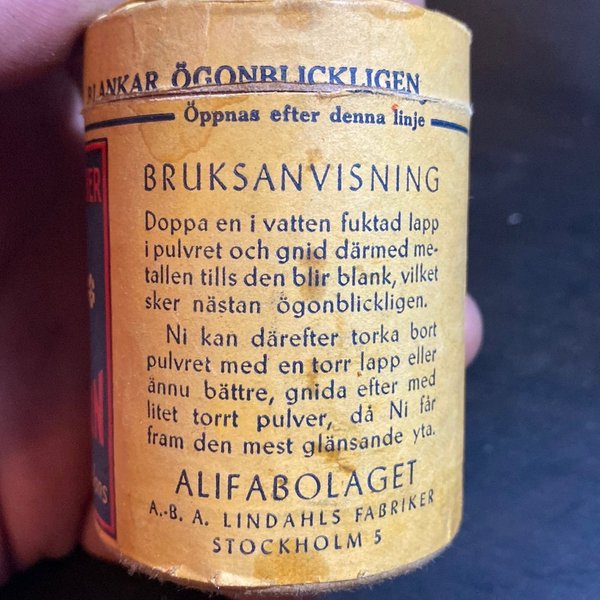 BLANKAR ÖGONBLICKLIGEN
Öppnas efter denna linje
BRUKSANVISNING
Doppa en i vatten fuktad lapp
i pulvret och gnid därmed me-
tallen tills den blir blank, vilket
sker nästan ögonblickligen.
Ni kan därefter torka bort
pulvret med en torr lapp eller
ännu bättre, gnida efter med
litet torrt pulver, då Ni får
fram den mest glänsande yta.
ALIFABOLAGET
A.-B. A. LINDAHLS FABRIKER
STOCKHOLM 5